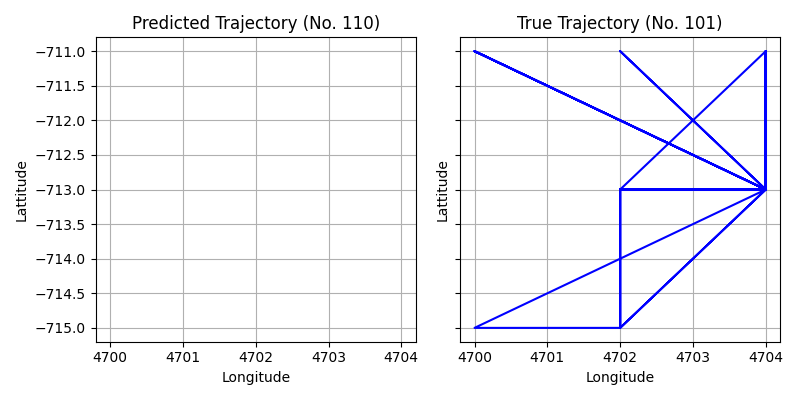 Predicted Trajectory (No. 110)
True Trajectory (No. 101)
−711.0
−711.5
−712.0
−712.5
−713.0
−713.5
−714.0
−714.5
−715.0
Lattitude
Lattitude
4700 4701 4702 4703 4704
4700 4701 4702 4703 4704
Longitude
Longitude